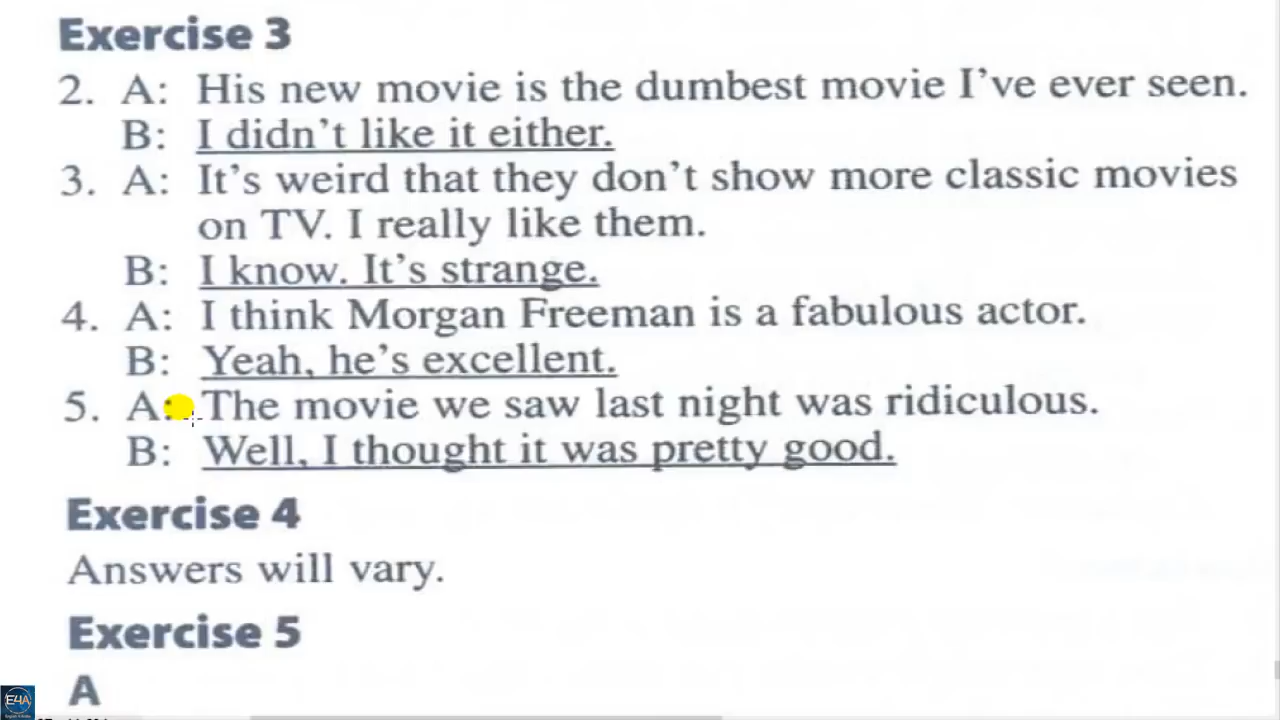 Exercise 3
2. A: His new movie is the dumbest movie I've ever seen.
B: I didn't like it either.
3. A: It's weird that they don't show more classic movies
on TV. I really like them.
B: I know. It's strange.
4. A: I think Morgan Freeman is a fabulous actor.
B: Yeah, he's excellent.
5. A: The movie we saw last night was ridiculous.
B: Well, I thought it was pretty good.
Exercise 4
Answers will vary.
Exercise 5
A
E4A